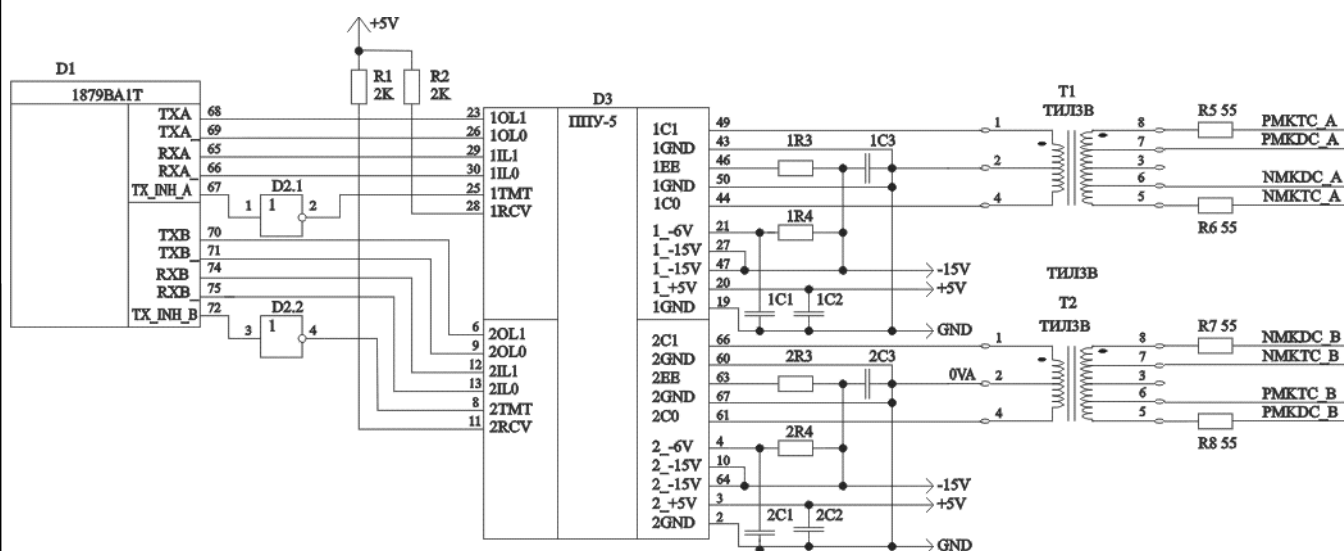 +5V
D1
1879ВА1Т
R1
2K
R2
2K
D3
ППУ-5
T1
ТИЛ3В
TXA 68
TXA_ 69
RXA 65
RXA_ 66
TX_INH_A 67
D2.1
1 1 2
TXB 70
TXB_ 71
RXB 74
RXB_ 75
TX_INH_B 72
D2.2
3 1 4
23 1OL1
26 1OL0
29 1IL1
30 1IL0
25 1TMT
28 1RCV
6 2OL1
9 2OL0
12 2IL1
13 2IL0
8 2TMT
11 2RCV
1C1 49
1GND 43
1EE 46
1GND 50
1C0 44
1_-6V 21
1_-15V 27
1_-15V 47
1_+5V 20
1GND 19
2C1 66
2GND 60
2EE 63
2GND 67
2C0 61
2_-6V 4
2_-15V 10
2_-15V 64
2_+5V 3
2GND 2
1R3
1C3
1R4
1C1
1C2
-15V
+5V
GND
2R3
2C3
2R4
2C1
2C2
-15V
+5V
GND
1
2
4
8
7
3
6
5
R5 55
R6 55
PMKTC_A
PMKDC_A
NMKDC_A
NMKTC_A
ТИЛ3В
T2
ТИЛ3В
1
0VA 2
4
8
7
3
6
5
R7 55
R8 55
NMKDC_B
NMKTC_B
PMKTC_B
PMKDC_B